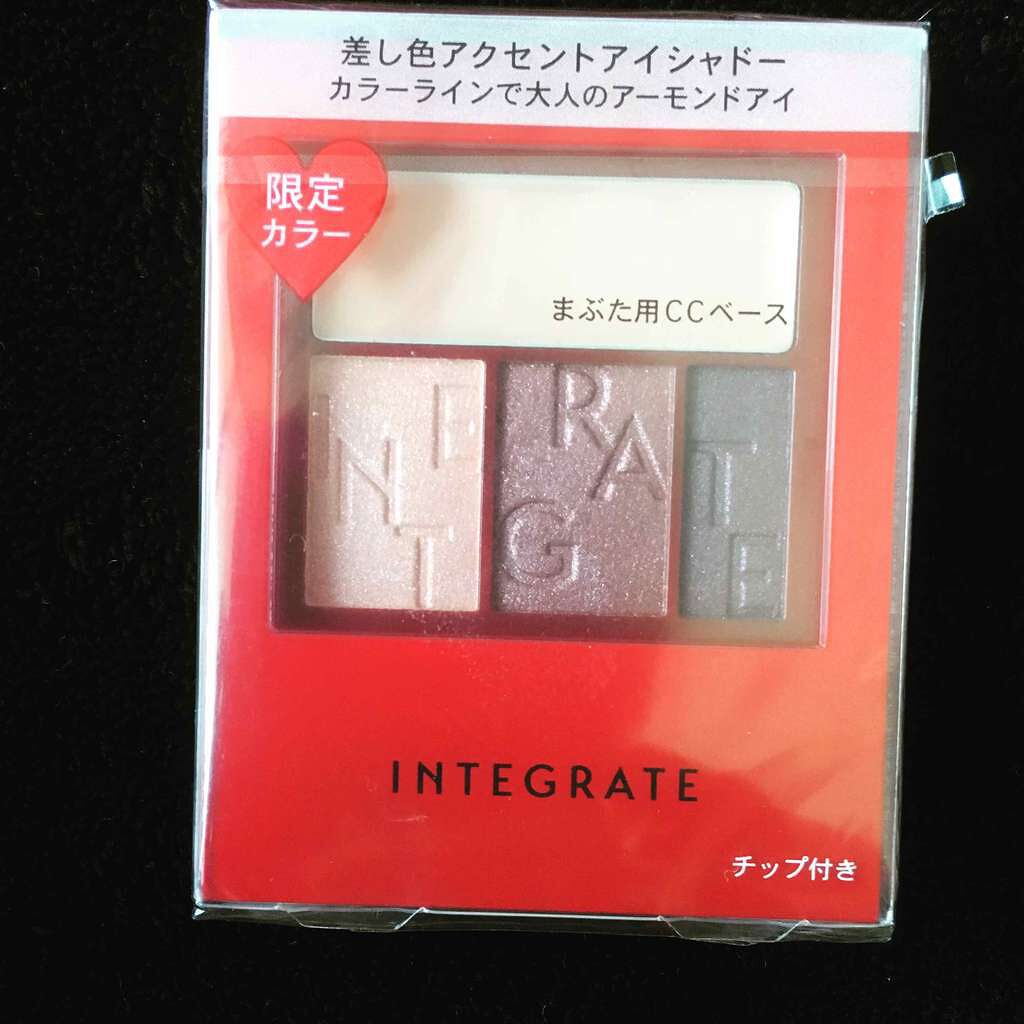 差し色アクセントアイシャドー
カラーラインで大人のアーモンドアイ
限定
カラー
まぶた用CCベース
INTEGRATE
INTEGRATE
チップ付き